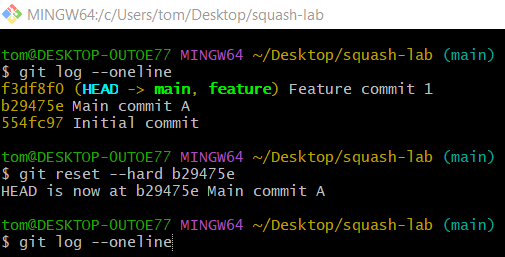 MINGW64:/c/Users/tom/Desktop/squash-lab
tom@DESKTOP-OUTOE77 MINGW64 ~/Desktop/squash-lab (main)
$ git log --oneline
f3df8f0 (HEAD -> main, feature) Feature commit 1
b29475e Main commit A
554fc97 Initial commit
tom@DESKTOP-OUTOE77 MINGW64 ~/Desktop/squash-lab (main)
$ git reset --hard b29475e
HEAD is now at b29475e Main commit A
tom@DESKTOP-OUTOE77 MINGW64 ~/Desktop/squash-lab (main)
$ git log --oneline